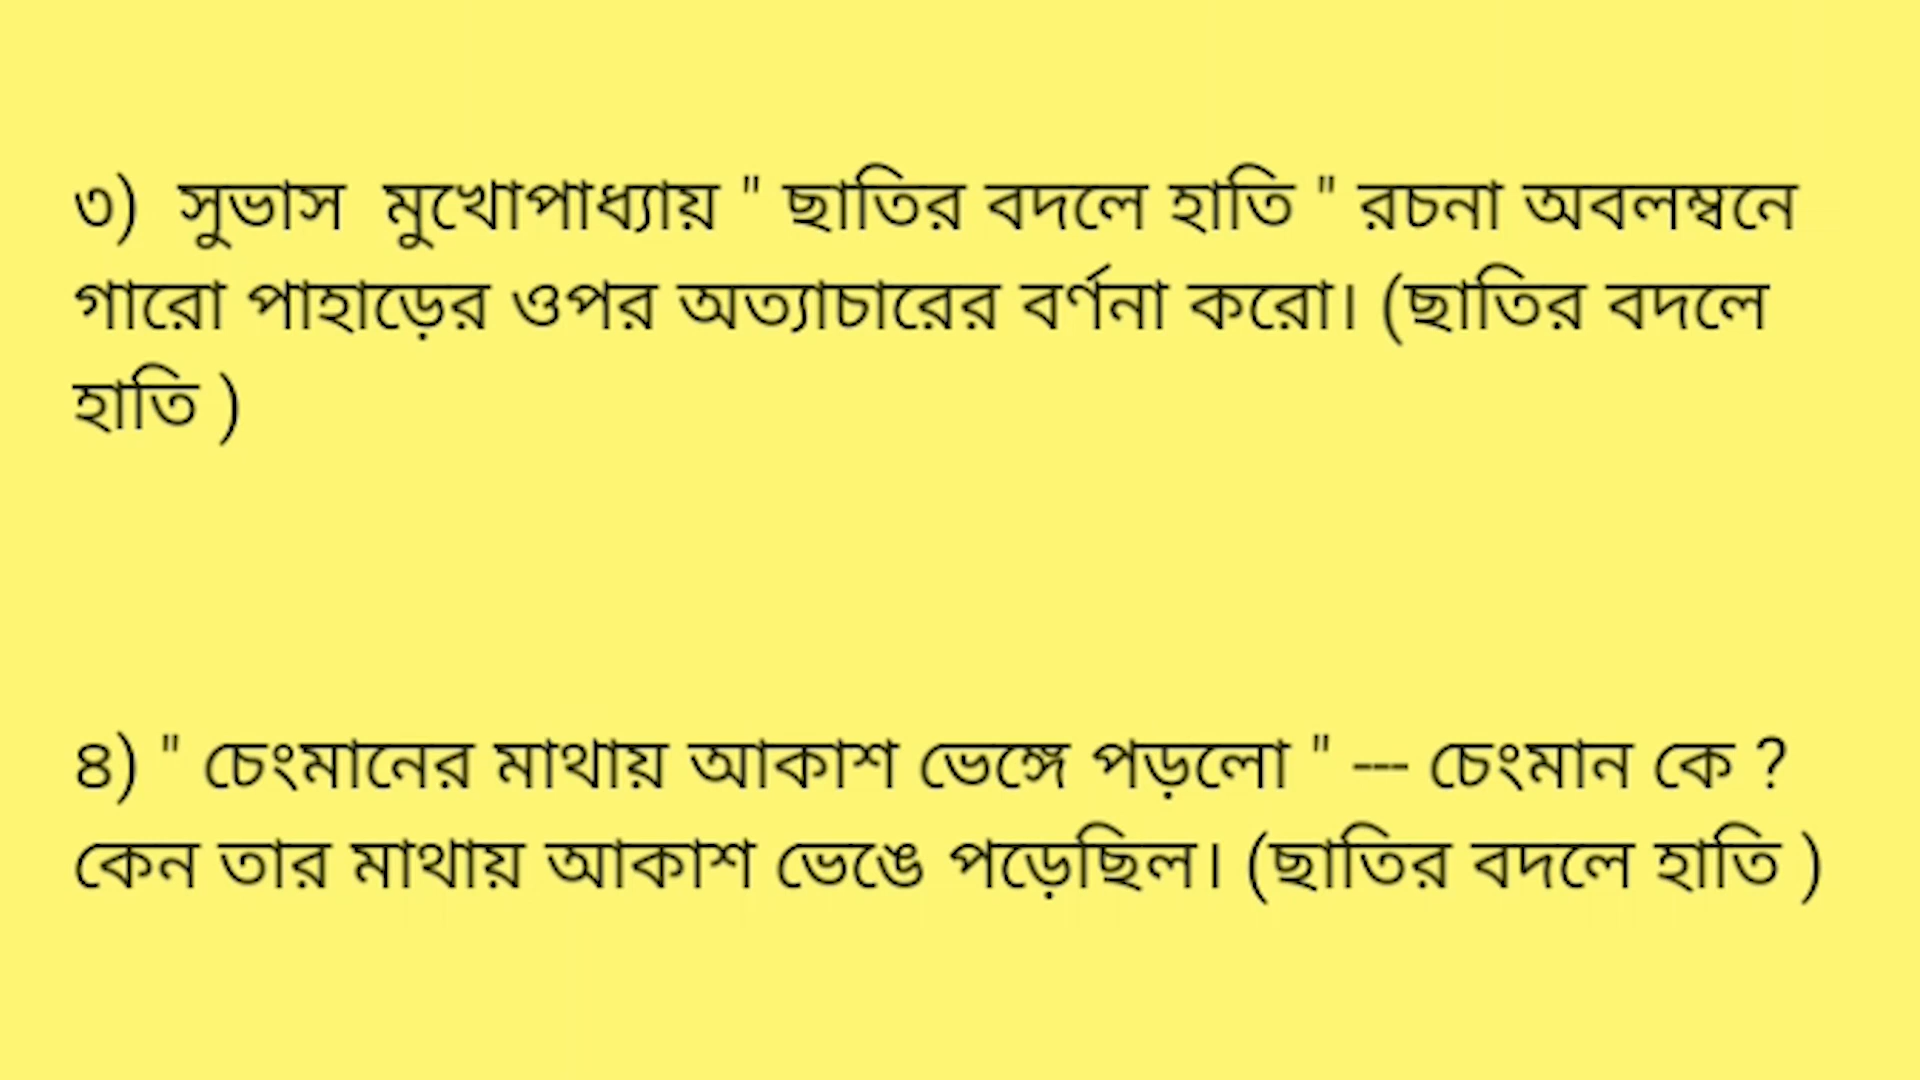 ৩) সুভাস মুখোপাধ্যায় " ছাতির বদলে হাতি " রচনা অবলম্বনে
গারো পাহাড়ের ওপর অত্যাচারের বর্ণনা করো। (ছাতির বদলে
হাতি )
৪) " চেংমানের মাথায় আকাশ ভেঙ্গে পড়লো " --- চেংমান কে ?
কেন তার মাথায় আকাশ ভেঙে পড়েছিল। (ছাতির বদলে হাতি )